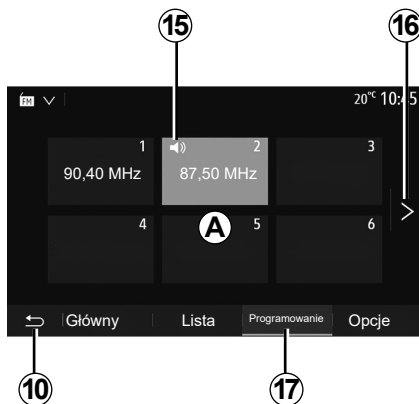 15 16
FM 20°C 10:45
1 2 3
90,40 MHz 87,50 MHz
4 A 5 6
Główny Lista Programowanie Opcje
10 17